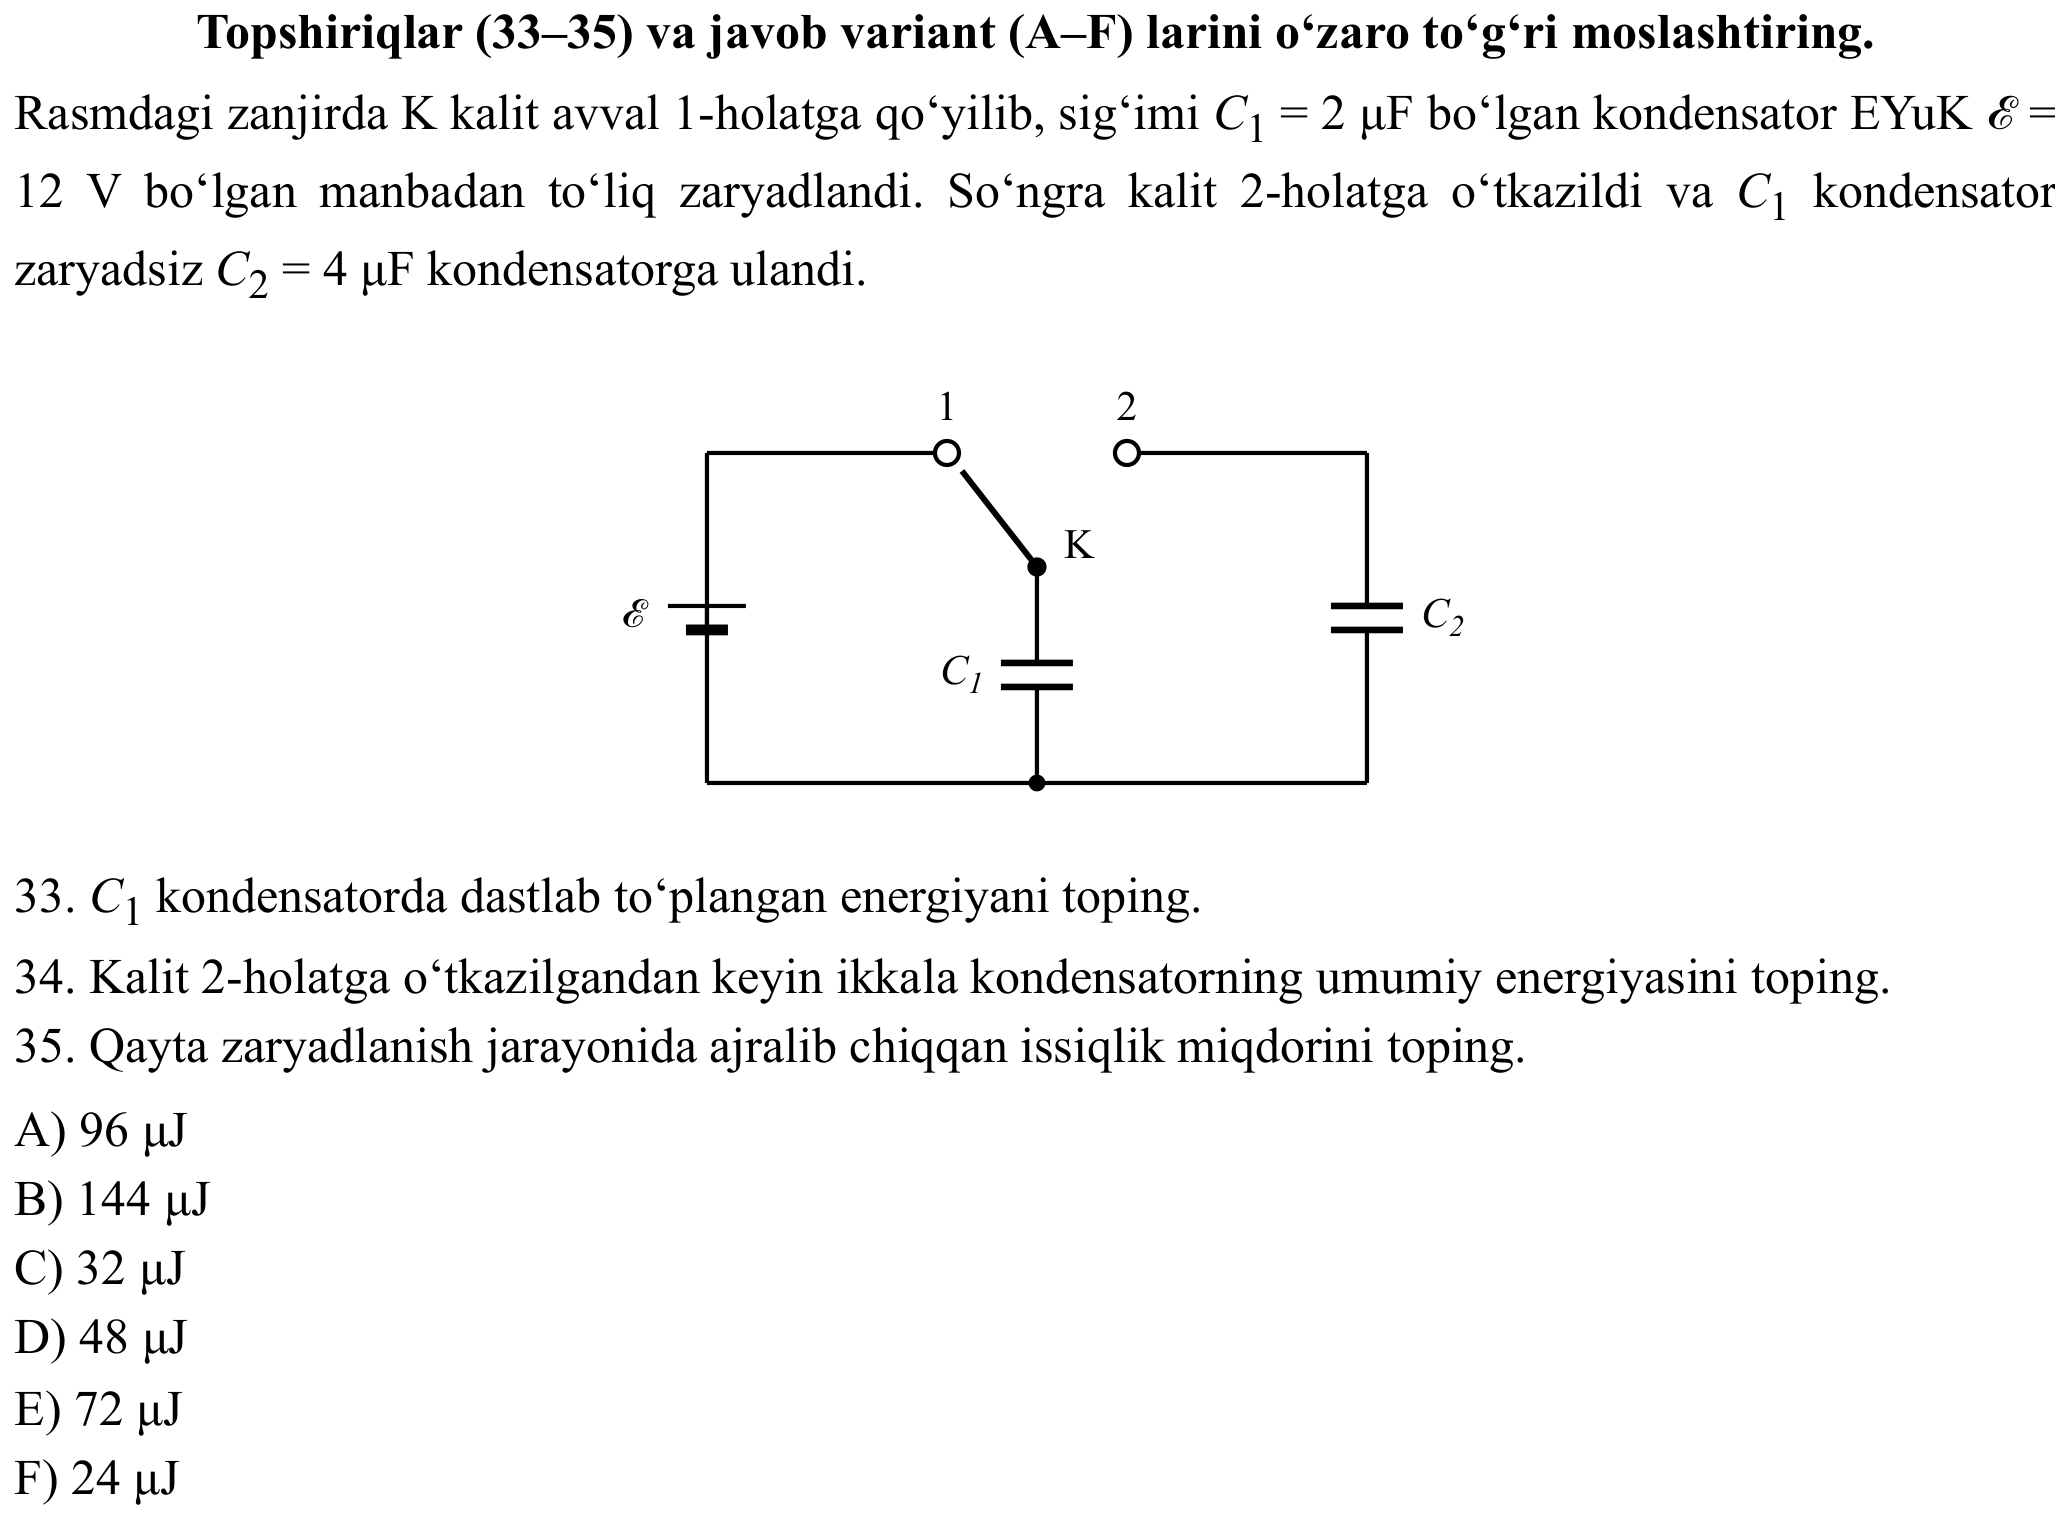 Topshiriqlar (33–35) va javob variant (A–F) larini o‘zaro to‘g‘ri moslashtiring.
Rasmdagi zanjirda K kalit avval 1-holatga qo‘yilib, sig‘imi C₁ = 2 μF bo‘lgan kondensator EYuK ℰ =
12 V bo‘lgan manbadan to‘liq zaryadlandi. So‘ngra kalit 2-holatga o‘tkazildi va C₁ kondensator
zaryadsiz C₂ = 4 μF kondensatorga ulandi.
1 2
K
ℰ C₂
C₁
33. C₁ kondensatorda dastlab to‘plangan energiyani toping.
34. Kalit 2-holatga o‘tkazilgandan keyin ikkala kondensatorning umumiy energiyasini toping.
35. Qayta zaryadlanish jarayonida ajralib chiqqan issiqlik miqdorini toping.
A) 96 μJ
B) 144 μJ
C) 32 μJ
D) 48 μJ
E) 72 μJ
F) 24 μJ